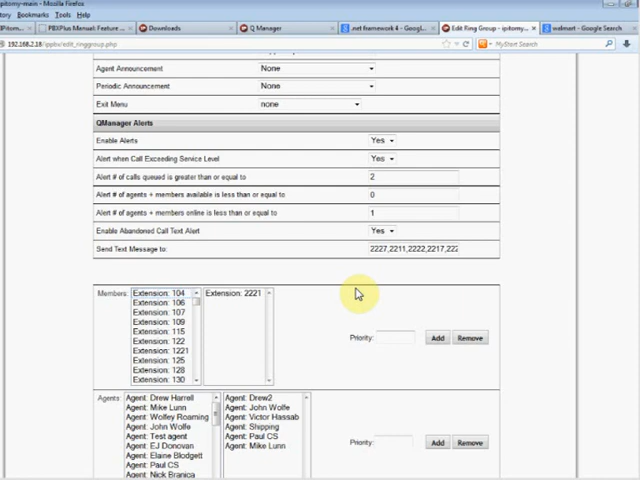 Mozilla Firefox
tory Bookmarks Tools Help
IPitom... PBXPlus Manual: Feature ... Downloads Q Manager .net framework 4 - Googl... Edit Ring Group - ipitomy... walmart - Google Search
192.168.2.18/ippbx/edit_ringgroup.php MyStore Search
Agent Announcement None
Periodic Announcement None
Exit Menu none
QManager Alerts
Enable Alerts Yes
Alert when Call Exceeding Service Level Yes
Alert # of calls queued is greater than or equal to 2
Alert # of agents + members available is less than or equal to 0
Alert # of agents + members online is less than or equal to 1
Enable Abandoned Call Text Alert Yes
Send Text Message to: 2227,2211,2222,2217,222
Members: Extension: 104 Extension: 2221
Extension: 106
Extension: 107
Extension: 109
Extension: 115
Extension: 122
Extension: 1221
Extension: 125
Extension: 128
Extension: 130
Priority: Add Remove
Agents: Agent: Drew Harrell Agent: Drew2
Agent: Mike Lunn Agent: John Wolfe
Agent: Wolfey Roaming Agent: Victor Hassab
Agent: John Wolfe Agent: Shipping
Agent: Test agent Agent: Paul CS
Agent: EJ Donovan Agent: Mike Lunn
Agent: Elaine Blodgett
Agent: Paul CS
Agent: Nick Branica
Priority: Add Remove